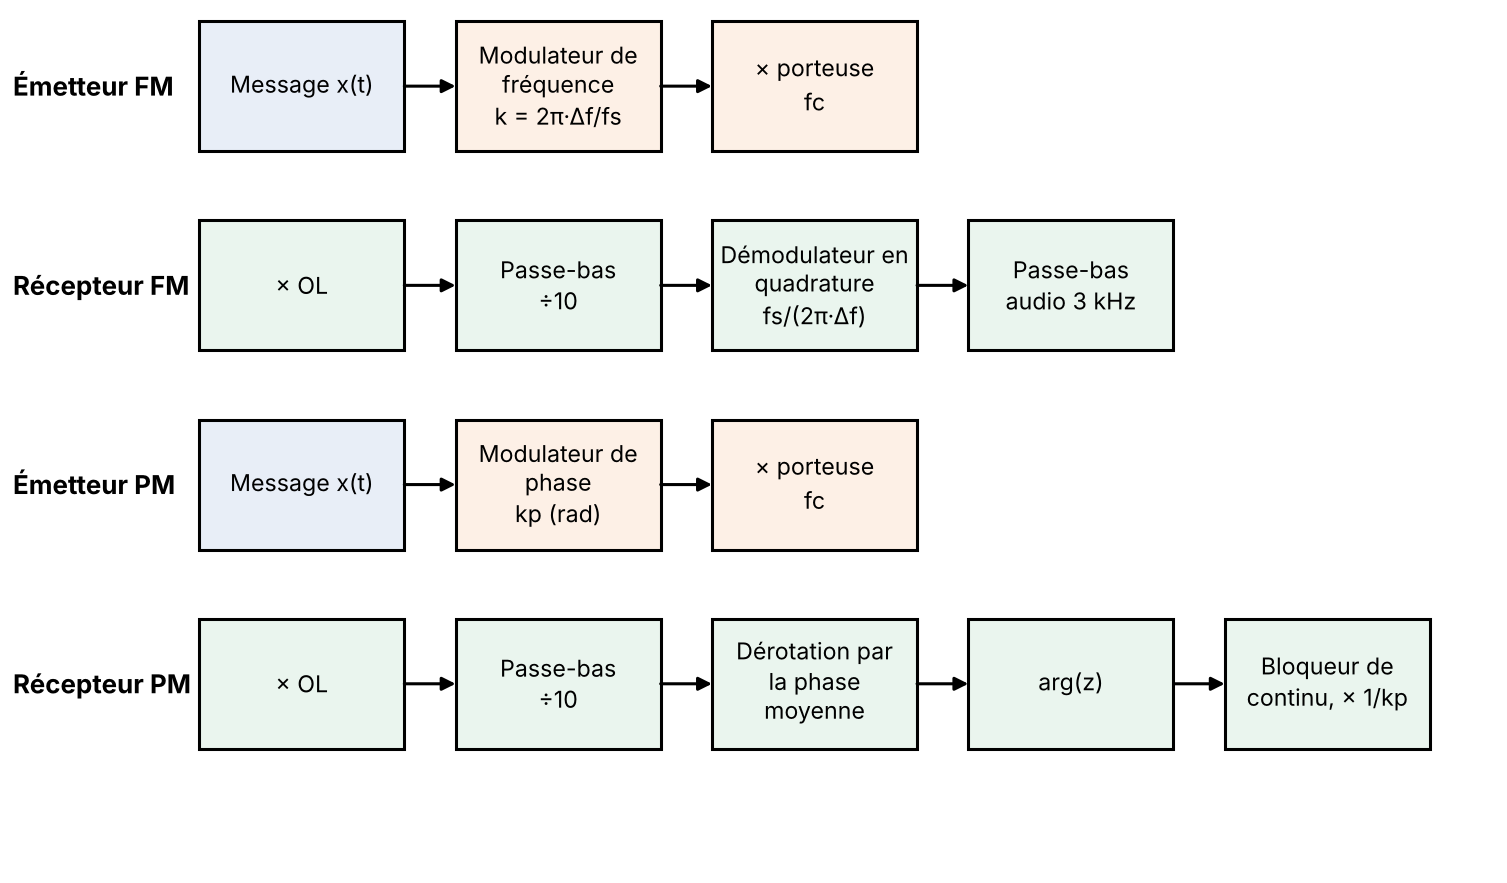 Émetteur FM
Message x(t)
Modulateur de
fréquence
k = 2π·Δf/fs
× porteuse
fc
Récepteur FM
× OL
Passe-bas
÷10
Démodulateur en
quadrature
fs/(2π·Δf)
Passe-bas
audio 3 kHz
Émetteur PM
Message x(t)
Modulateur de
phase
kp (rad)
× porteuse
fc
Récepteur PM
× OL
Passe-bas
÷10
Dérotation par
la phase
moyenne
arg(z)
Bloqueur de
continu, × 1/kp